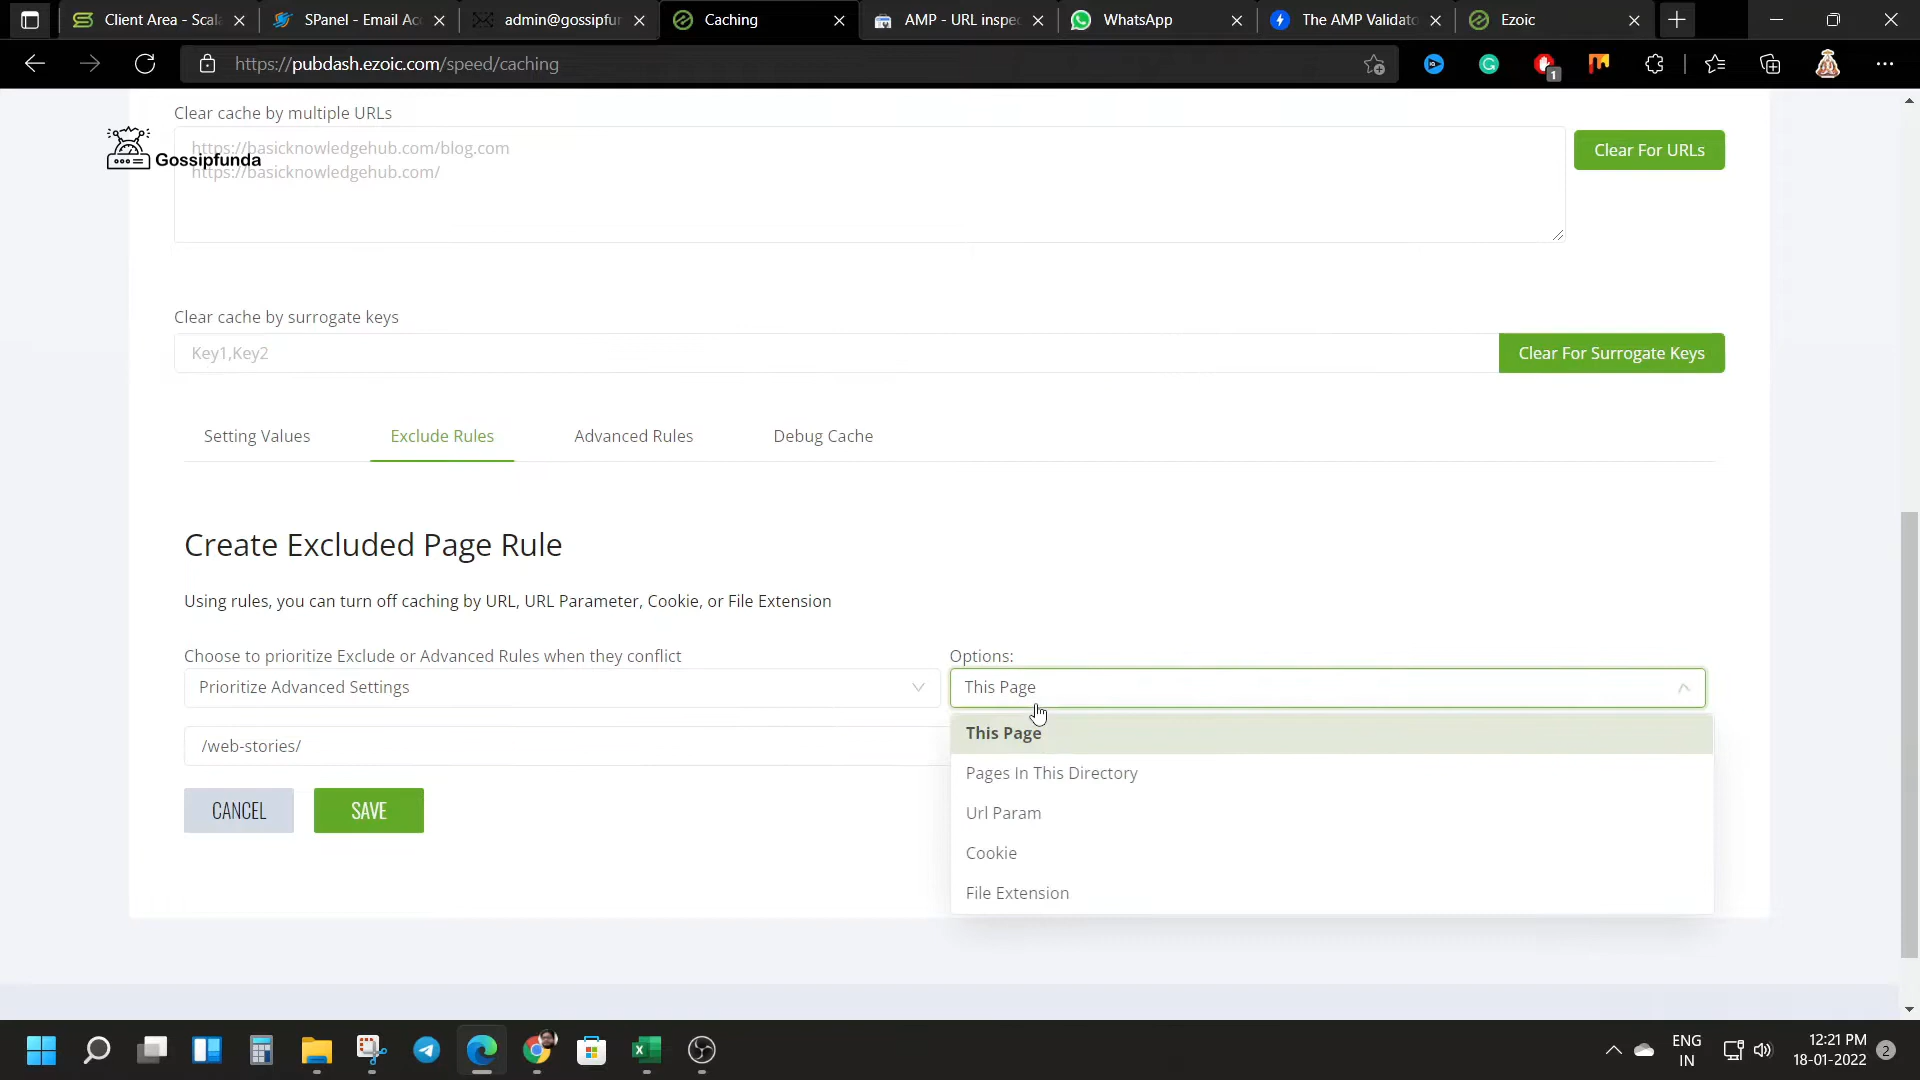 Client Area - Scal
SPanel - Email Acc
admin@gossipfun
Caching
AMP - URL inspec
WhatsApp
The AMP Validato
Ezoic
https://pubdash.ezoic.com/speed/caching
1
Clear cache by multiple URLs
https://basicknowledgehub.com/blog.com
https://basicknowledgehub.com/
Gossipfunda
Clear For URLs
Clear cache by surrogate keys
Key1,Key2
Clear For Surrogate Keys
Setting Values
Exclude Rules
Advanced Rules
Debug Cache
Create Excluded Page Rule
Using rules, you can turn off caching by URL, URL Parameter, Cookie, or File Extension
Choose to prioritize Exclude or Advanced Rules when they conflict
Options:
Prioritize Advanced Settings
This Page
/web-stories/
This Page
Pages In This Directory
Url Param
Cookie
File Extension
CANCEL
SAVE
ENG
IN
12:21 PM
18-01-2022
2